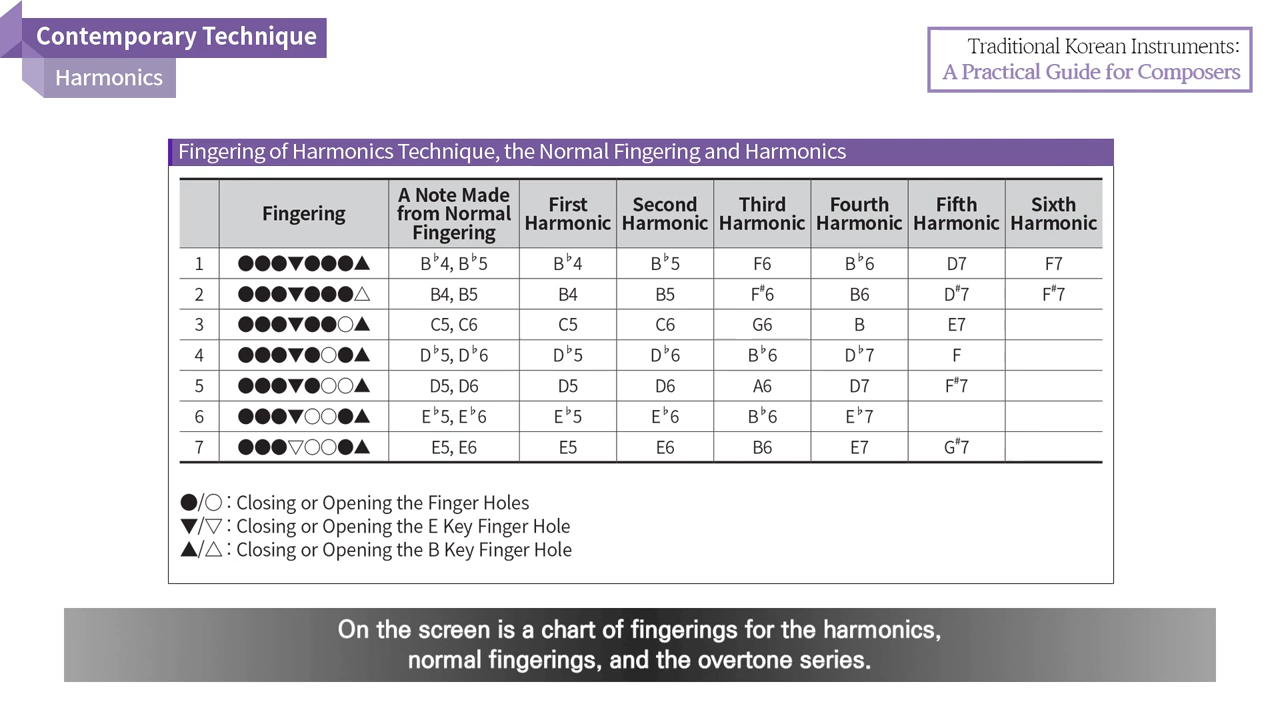 Contemporary Technique
Harmonics
Traditional Korean Instruments:
A Practical Guide for Composers
Fingering of Harmonics Technique, the Normal Fingering and Harmonics
Fingering | A Note Made from Normal Fingering | First Harmonic | Second Harmonic | Third Harmonic | Fourth Harmonic | Fifth Harmonic | Sixth Harmonic
1 ●●●▼●●●▲ B♭4, B♭5 B♭4 B♭5 F6 B♭6 D7 F7
2 ●●●▼●●●△ B4, B5 B4 B5 F#6 B6 D#7 F#7
3 ●●●▼●●○▲ C5, C6 C5 C6 G6 B E7
4 ●●●▼●○●▲ D♭5, D♭6 D♭5 D♭6 B♭6 D♭7 F
5 ●●●▼●○○▲ D5, D6 D5 D6 A6 D7 F#7
6 ●●●▼○○●▲ E♭5, E♭6 E♭5 E♭6 B♭6 E♭7
7 ●●●▽○○●▲ E5, E6 E5 E6 B6 E7 G#7
●/○ : Closing or Opening the Finger Holes
▼/▽ : Closing or Opening the E Key Finger Hole
▲/△ : Closing or Opening the B Key Finger Hole
On the screen is a chart of fingerings for the harmonics,
normal fingerings, and the overtone series.